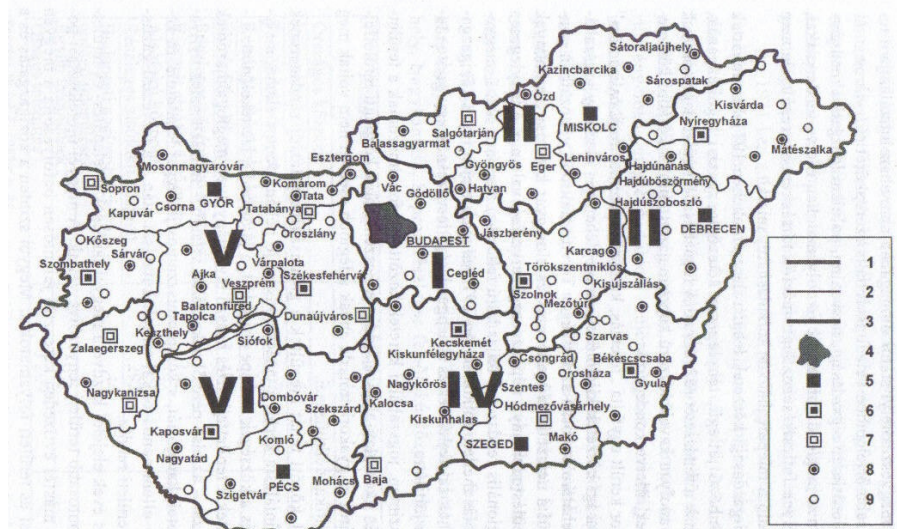 Sátoraljaújhely
Kazincbarcika
Sárospatak
Ózd
Kisvárda
Salgótarján
II
MISKOLC
Nyíregyháza
Balassagyarmat
Mátészalka
Esztergom
Gyöngyös
Eger
Leninváros
Mosonmagyaróvár
Vác
Hatvan
Hajdúnánás
Sopron
Komárom
Gödöllő
Hajdúböszörmény
Csorna
GYŐR
Tata
Hajdúszoboszló
Kapuvár
Tatabánya
Jászberény
III
DEBRECEN
Oroszlány
Kőszeg
V
BUDAPEST
Karcag
Sárvár
Várpalota
I
Törökszentmiklós
Szombathely
Ajka
Székesfehérvár
Cegléd
Kisújszállás
Veszprém
Szolnok
Balatonfüred
Mezőtúr
Tapolca
Dunaújváros
Keszthely
Siófok
Kecskemét
Szarvas
Zalaegerszeg
Kiskunfélegyháza
Csongrád
Békéscscsaba
Orosháza
Nagykanizsa
VI
Nagykőrös
IV
Szentes
Gyula
Dombóvár
Kalocsa
Szekszárd
Kiskunhalas
Hódmezővásárhely
Kaposvár
Komló
SZEGED
Makó
Nagyatád
Baja
PÉCS
Mohács
Szigetvár
1
2
3
4
5
6
7
8
9